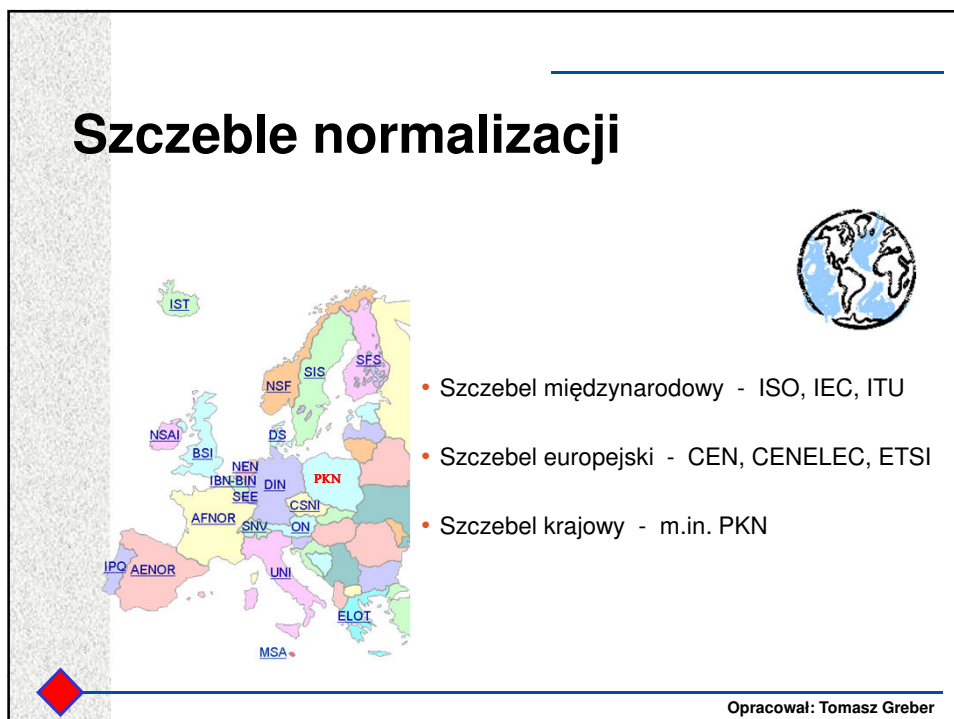 Szczeble normalizacji
IST
SFS
SIS
NSF
NSAI
DS
BSI
NEN
IBN-BIN
DIN
PKN
SEE
CSNI
AFNOR
SNV
ON
IPQ
AENOR
UNI
ELOT
MSA
• Szczebel międzynarodowy - ISO, IEC, ITU
• Szczebel europejski - CEN, CENELEC, ETSI
• Szczebel krajowy - m.in. PKN
Opracował: Tomasz Greber